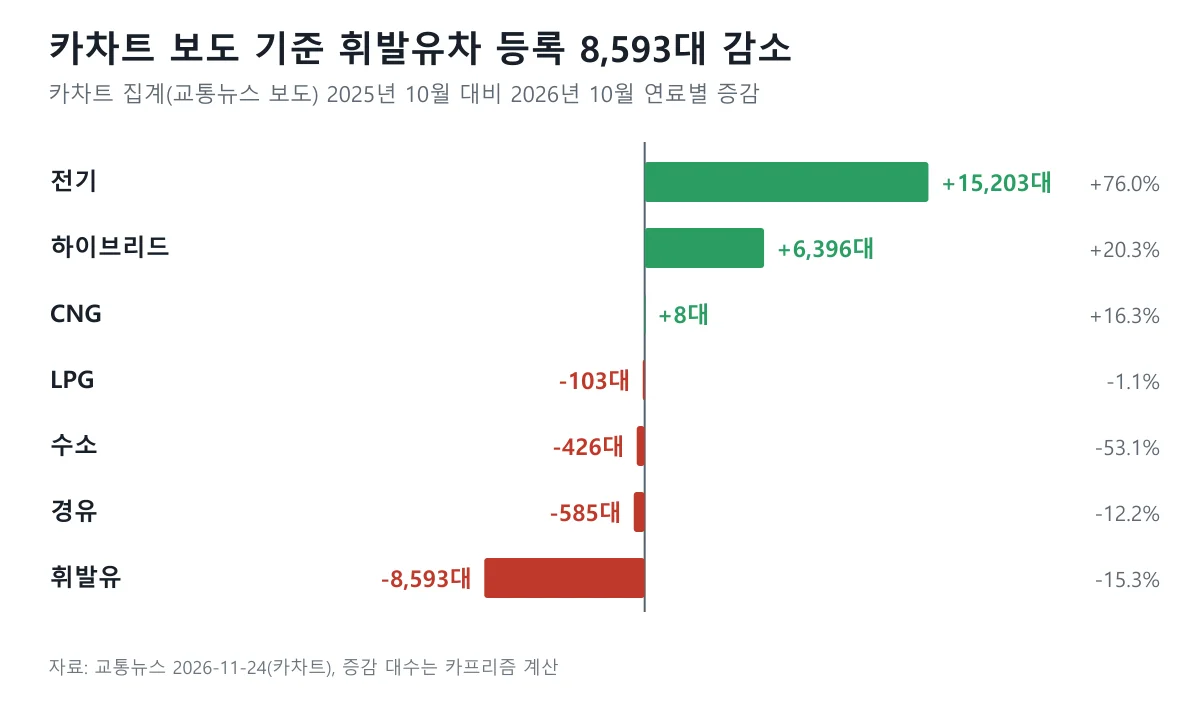 카차트 보도 기준 휘발유차 등록 8,593대 감소
카차트 집계(교통뉴스 보도) 2025년 10월 대비 2026년 10월 연료별 증감
전기 +15,203대 +76.0%
하이브리드 +6,396대 +20.3%
CNG +8대 +16.3%
LPG -103대 -1.1%
수소 -426대 -53.1%
경유 -585대 -12.2%
휘발유 -8,593대 -15.3%
자료: 교통뉴스 2026-11-24(카차트), 증감 대수는 카프리즘 계산